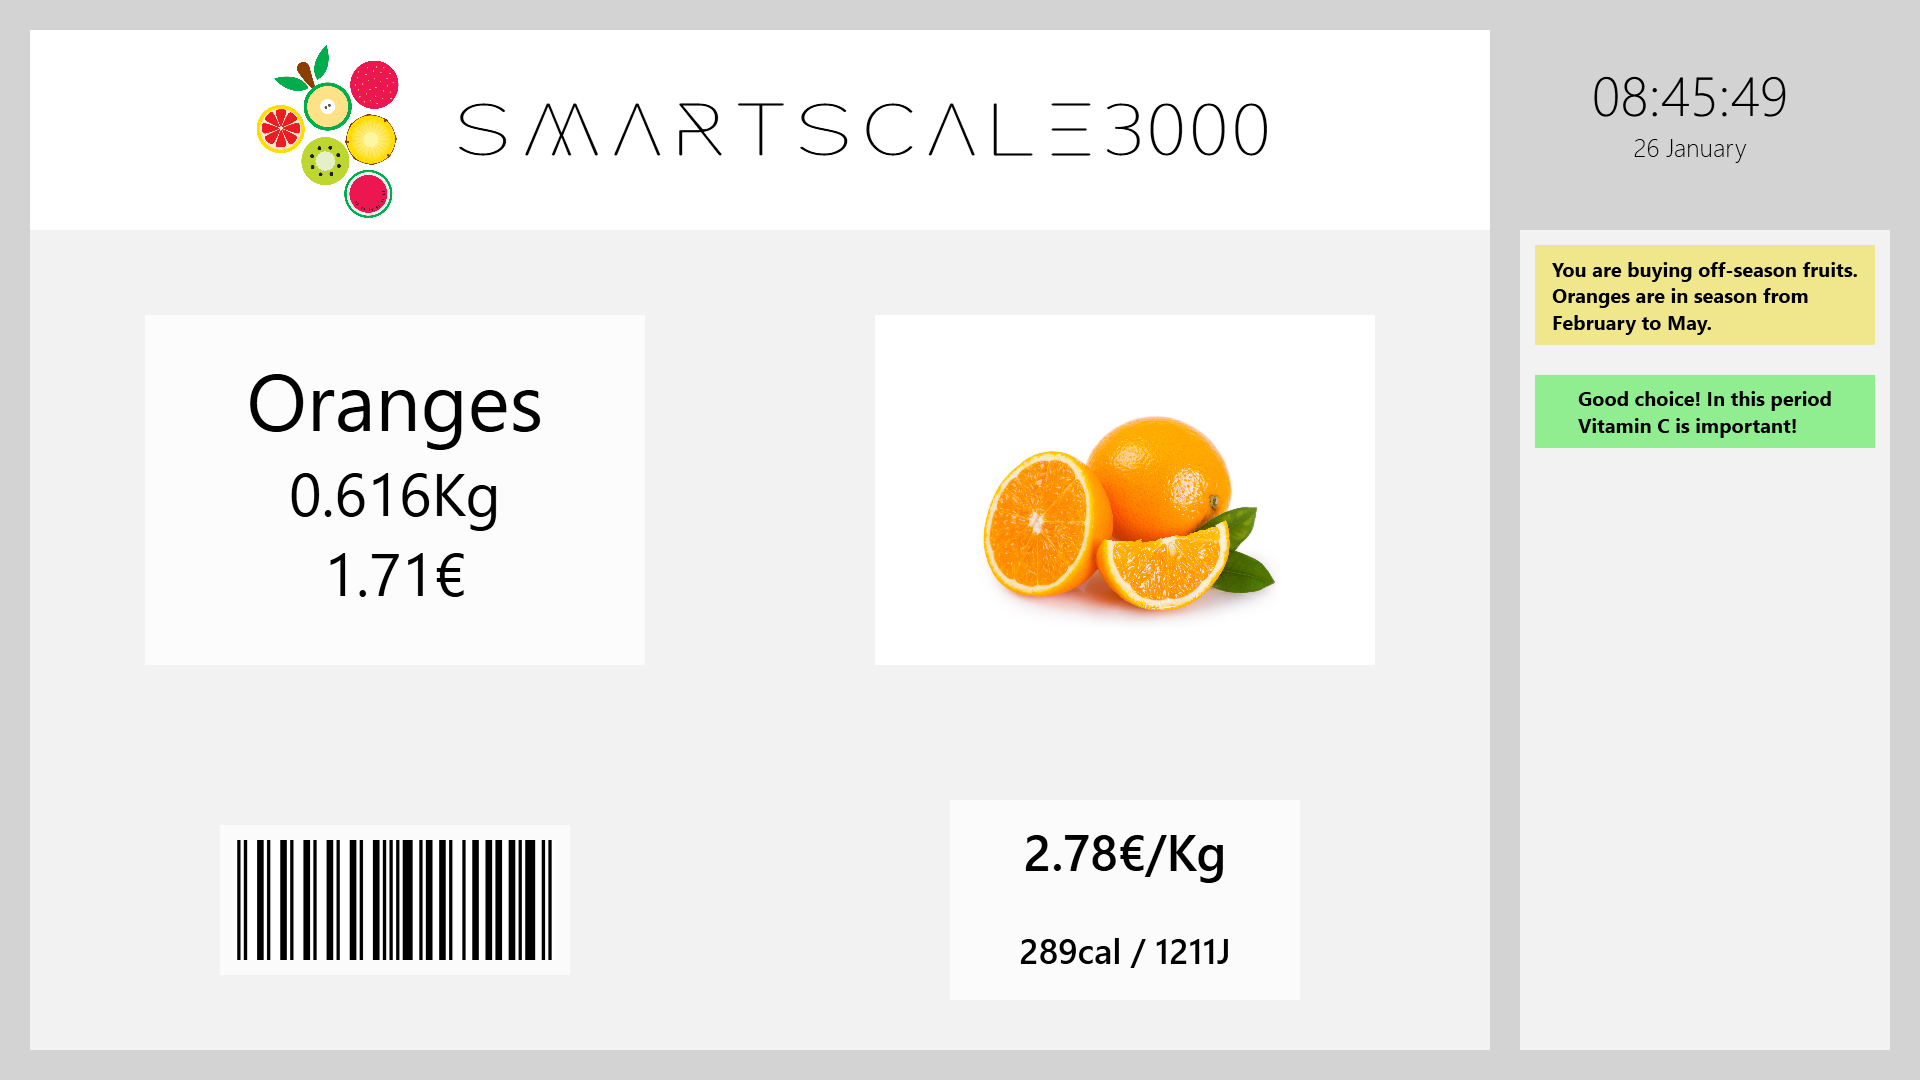 SMARTSCALE3000
08:45:49
26 January
Oranges
0.616Kg
1.71€
You are buying off-season fruits.
Oranges are in season from
February to May.
Good choice! In this period
Vitamin C is important!
2.78€/Kg
289cal / 1211J